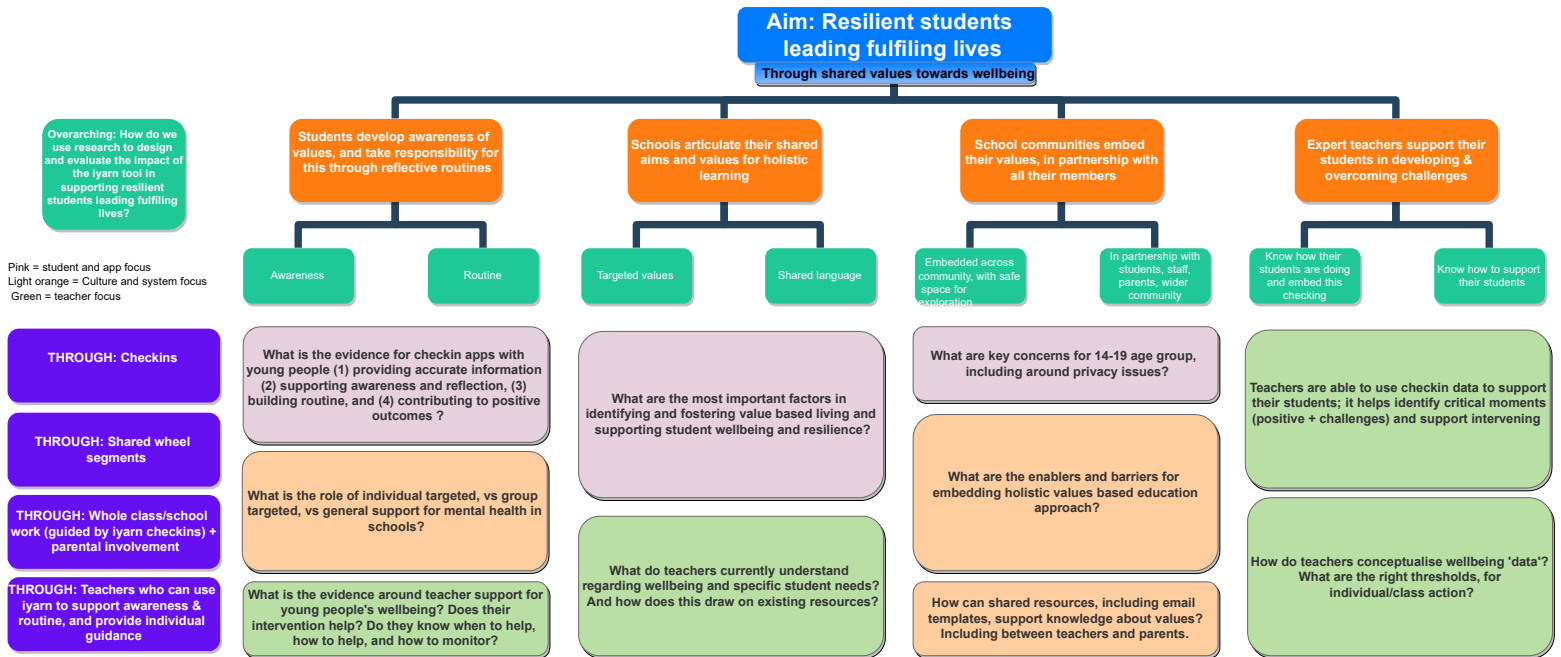 Aim: Resilient students
leading fulfiling lives
Through shared values towards wellbeing
Overarching: How do we
use research to design
and evaluate the impact of
the iyarn tool in
supporting resilient
students leading fulfiling
lives?
Students develop awareness of
values, and take responsibility for
this through reflective routines
Schools articulate their shared
aims and values for holistic
learning
School communities embed
their values, in partnership with
all their members
Expert teachers support their
students in developing &
overcoming challenges
Pink = student and app focus
Light orange = Culture and system focus
Green = teacher focus
Awareness
Routine
Targeted values
Shared language
Embedded across
community, with safe
space for
exploration
In partnership with
students, staff,
parents, wider
community
Know how their
students are doing
and embed this
checking
Know how to support
their students
THROUGH: Checkins
THROUGH: Shared wheel
segments
THROUGH: Whole class/school
work (guided by iyarn checkins) +
parental involvement
THROUGH: Teachers who can use
iyarn to support awareness &
routine, and provide individual
guidance
What is the evidence for checkin apps with
young people (1) providing accurate information
(2) supporting awareness and reflection, (3)
building routine, and (4) contributing to positive
outcomes ?
What is the role of individual targeted, vs group
targeted, vs general support for mental health in
schools?
What is the evidence around teacher support for
young people's wellbeing? Does their
intervention help? Do they know when to help,
how to help, and how to monitor?
What are the most important factors in
identifying and fostering value based living and
supporting student wellbeing and resilience?
What do teachers currently understand
regarding wellbeing and specific student needs?
And how does this draw on existing resources?
What are key concerns for 14-19 age group,
including around privacy issues?
What are the enablers and barriers for
embedding holistic values based education
approach?
How can shared resources, including email
templates, support knowledge about values?
Including between teachers and parents.
Teachers are able to use checkin data to support
their students; it helps identify critical moments
(positive + challenges) and support intervening
How do teachers conceptualise wellbeing 'data'?
What are the right thresholds, for
individual/class action?